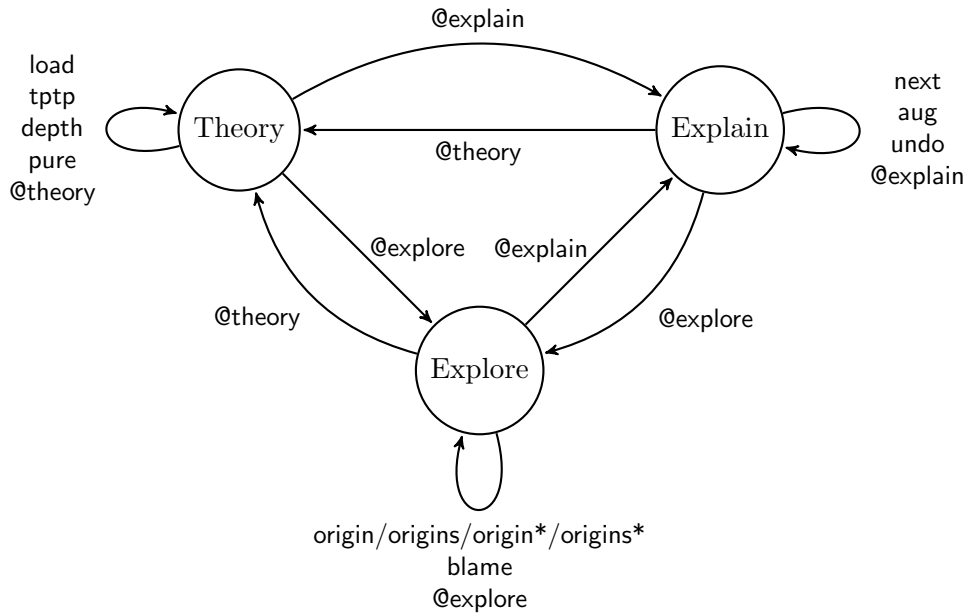 @explain
load
tptp
depth
pure
@theory
Theory
Explain
next
aug
undo
@explain
@theory
@explore
@explain
@theory
@explore
Explore
origin/origins/origin*/origins*
blame
@explore